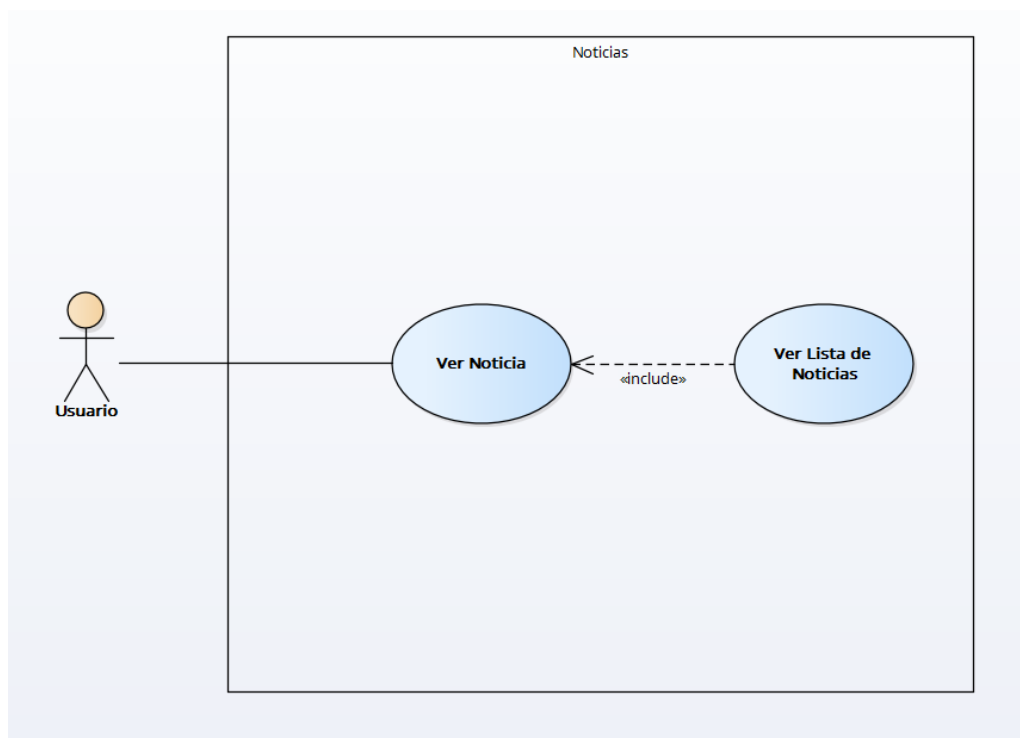 Noticias
Ver Noticia
«include»
Ver Lista de
Noticias
Usuario